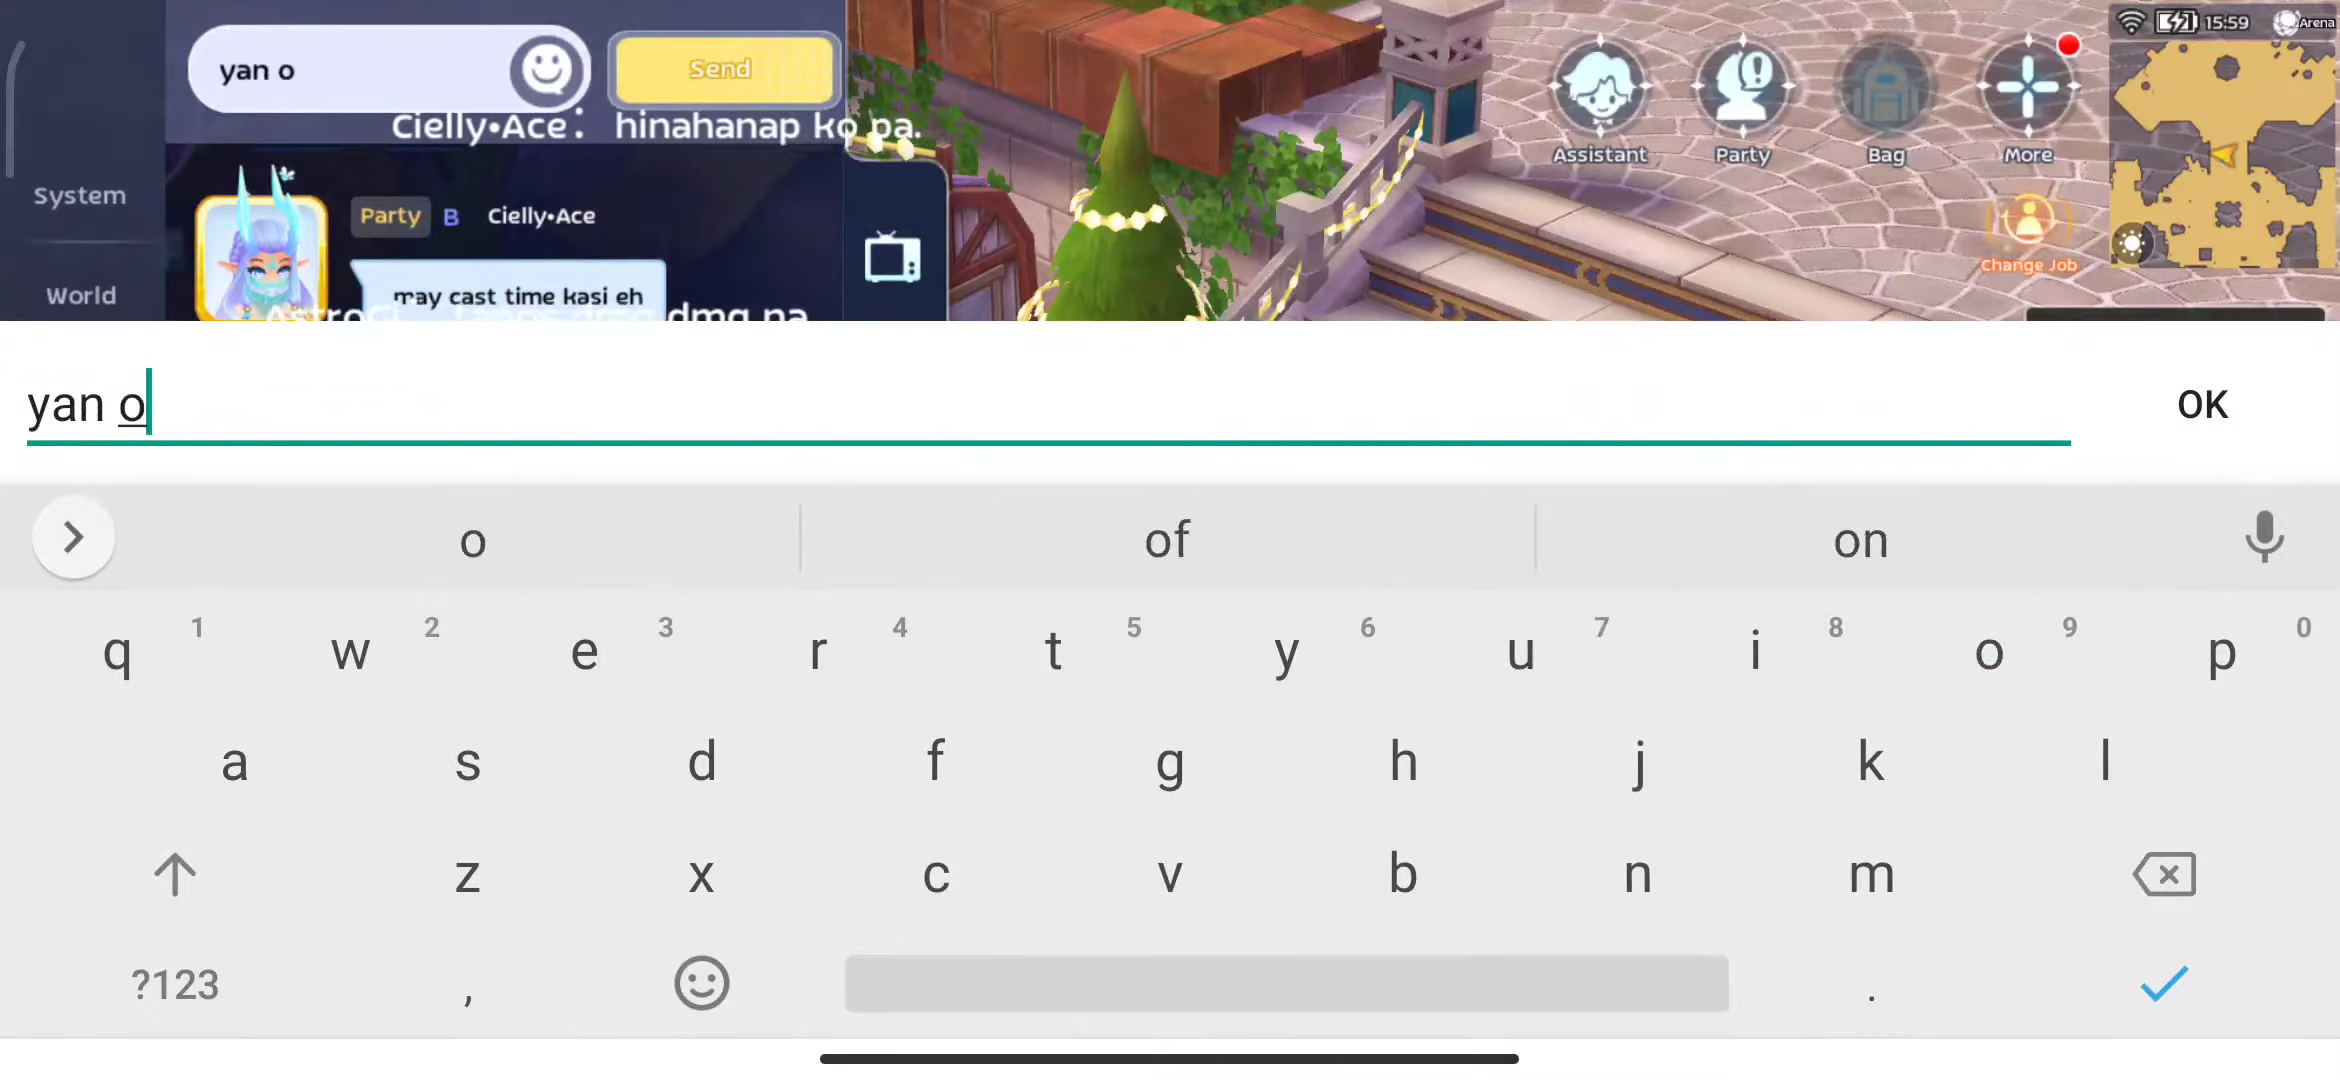 yan o
Send
15:59
Arena
Cielly•Ace: hinahanap ko pa.
Assistant
Party
Bag
More
System
Party B Cielly•Ace
Change Job
World
may cast time kasi eh
dmg na
yan o
OK
o
of
on
q 1 w 2 e 3 r 4 t 5 y 6 u 7 i 8 o 9 p 0
a s d f g h j k l
z x c v b n m
?123 , .